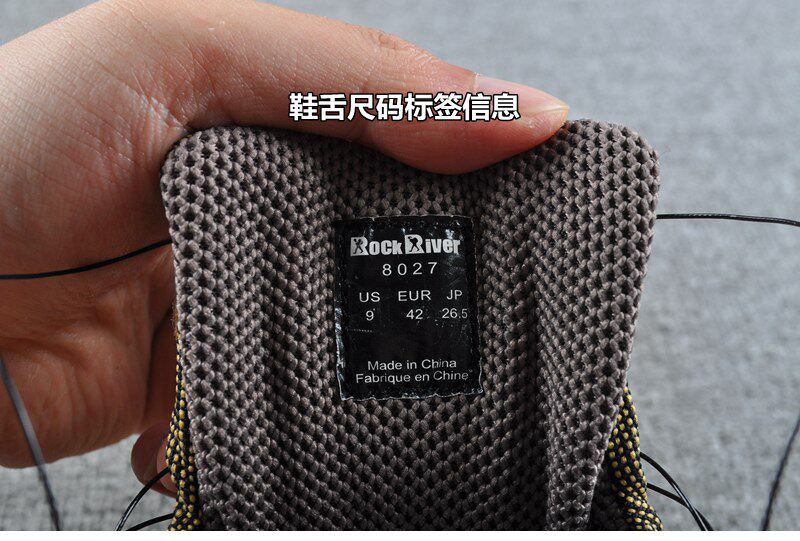 鞋舌尺码标签信息
RockRiver
8027
US EUR JP
9 42 26.5
Made in China
Fabrique en Chine